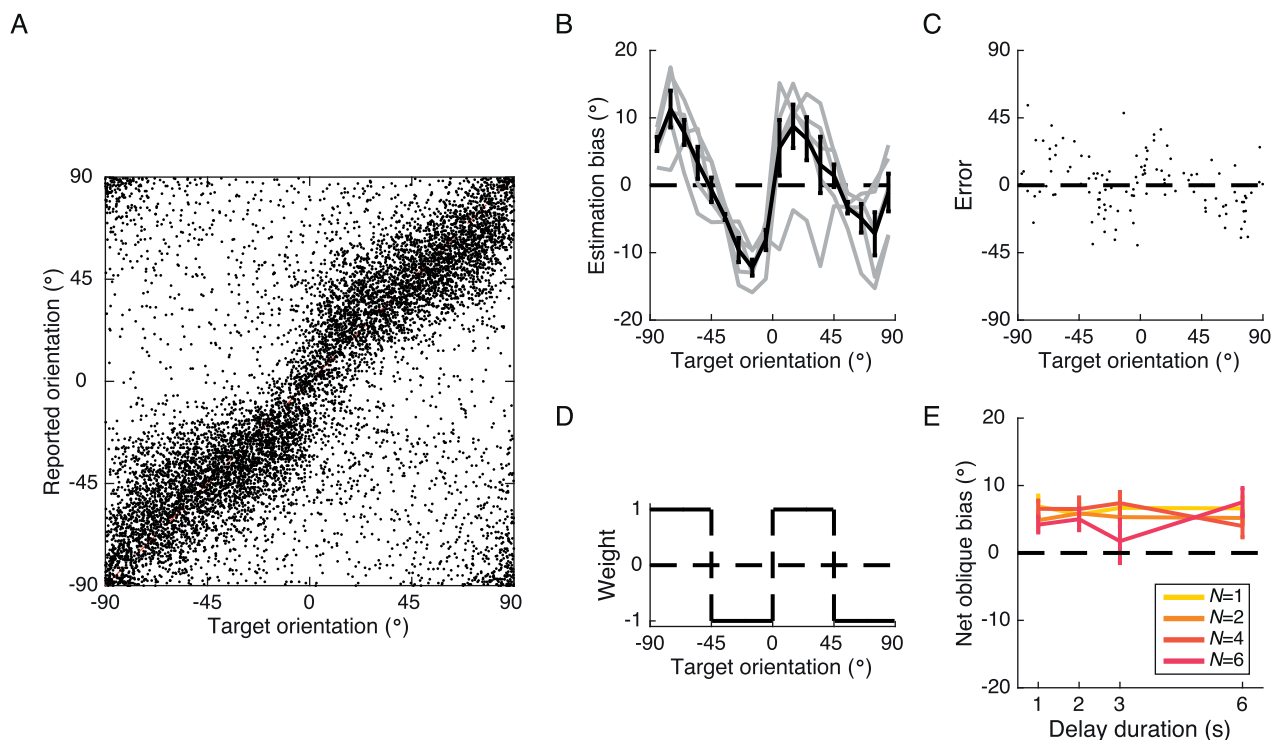 A
90
45
0
-45
-90
Reported orientation (°)
-90 -45 0 45 90
Target orientation (°)
B
20
10
0
-10
-20
Estimation bias (°)
-90 -45 0 45 90
Target orientation (°)
C
90
45
0
-45
-90
Error
-90 -45 0 45 90
Target orientation (°)
D
1
0
-1
Weight
-90 -45 0 45 90
Target orientation (°)
E
20
10
0
-10
-20
Net oblique bias (°)
N=1
N=2
N=4
N=6
1 2 3 6
Delay duration (s)